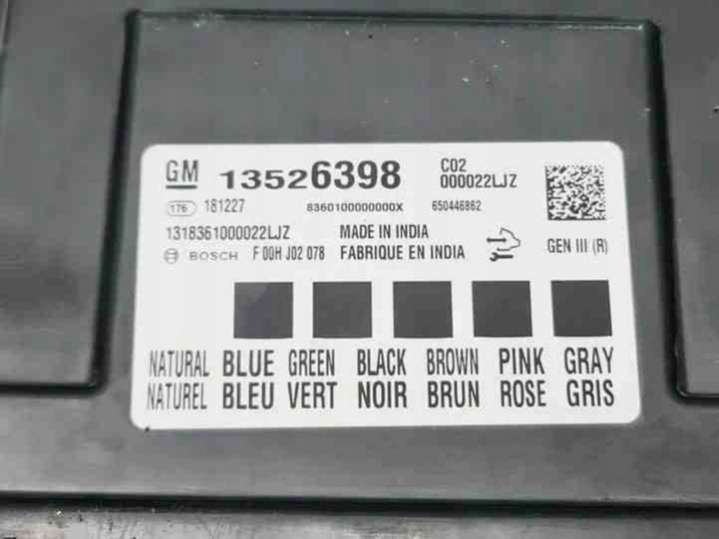 GM 13526398 C02
000022LJZ
176 181227 8360100000000X 650446862
1318361000022LJZ MADE IN INDIA
BOSCH F 00H J02 078 FABRIQUE EN INDIA GEN III (R)
NATURAL BLUE GREEN BLACK BROWN PINK GRAY
NATUREL BLEU VERT NOIR BRUN ROSE GRIS